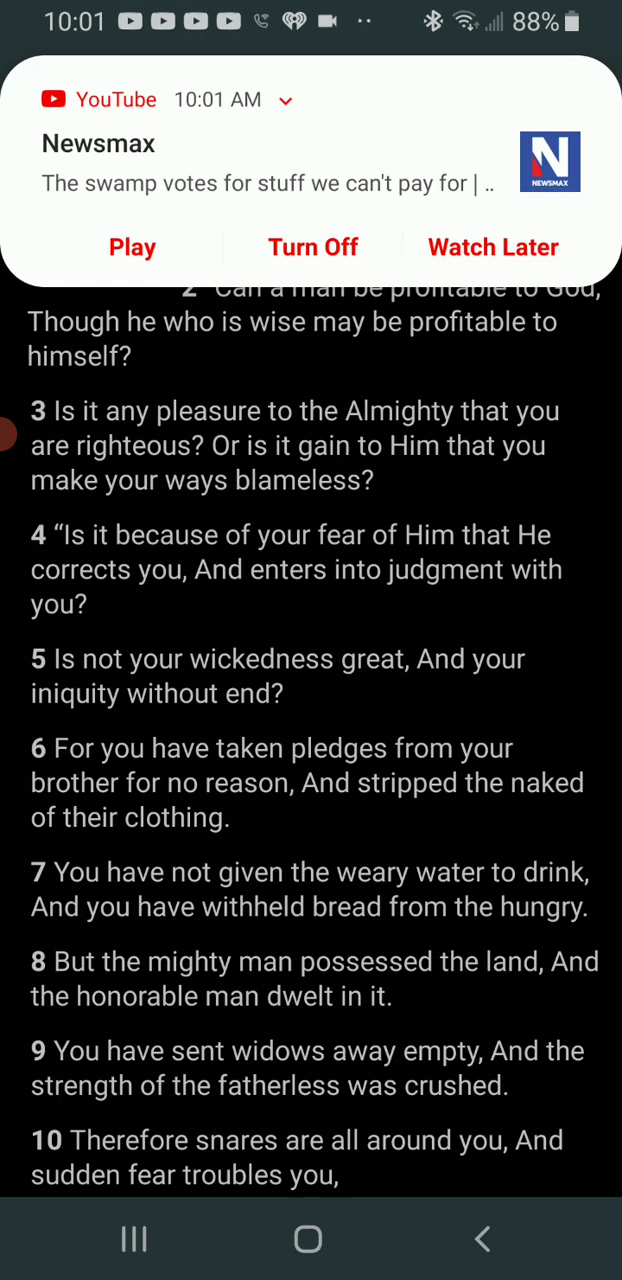 10:01 88%
YouTube 10:01 AM
Newsmax
The swamp votes for stuff we can't pay for | ..
NEWSMAX
Play Turn Off Watch Later
2 “Can a man be profitable to God,
Though he who is wise may be profitable to
himself?
3 Is it any pleasure to the Almighty that you
are righteous? Or is it gain to Him that you
make your ways blameless?
4 “Is it because of your fear of Him that He
corrects you, And enters into judgment with
you?
5 Is not your wickedness great, And your
iniquity without end?
6 For you have taken pledges from your
brother for no reason, And stripped the naked
of their clothing.
7 You have not given the weary water to drink,
And you have withheld bread from the hungry.
8 But the mighty man possessed the land, And
the honorable man dwelt in it.
9 You have sent widows away empty, And the
strength of the fatherless was crushed.
10 Therefore snares are all around you, And
sudden fear troubles you,